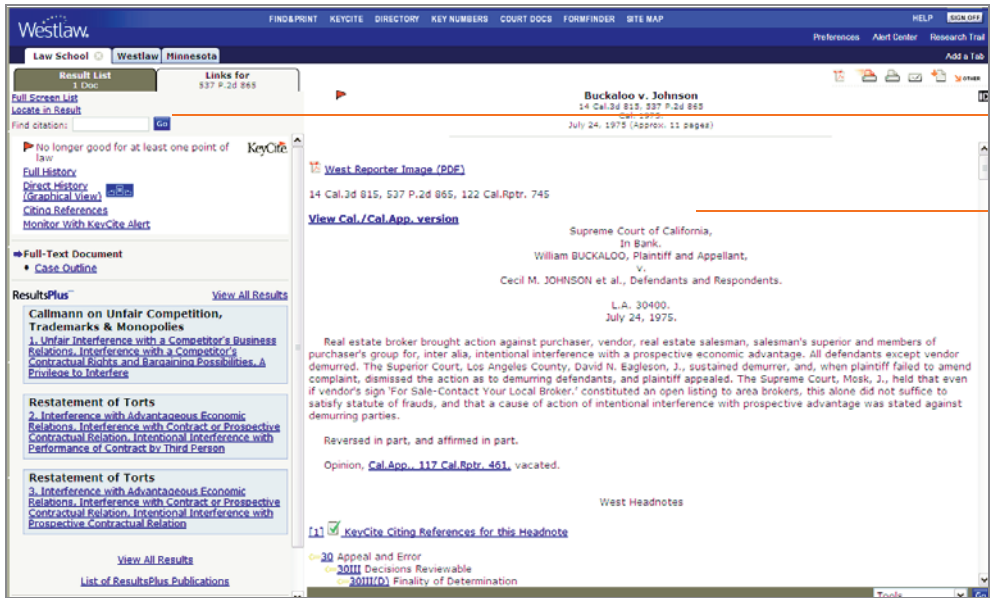 Westlaw.
FIND&PRINT KEYCITE DIRECTORY KEY NUMBERS COURT DOCS FORMFINDER SITE MAP
HELP SIGN OFF
Preferences Alert Center Research Trail
Law School Westlaw Minnesota
Add a Tab
Result List
1 Doc
Links for
537 P.2d 865
Full Screen List
Locate in Result
Find citation: Go
No longer good for at least one point of
law
KeyCite.
Full History
Direct History
(Graphical View)
Citing References
Monitor With KeyCite Alert
Full-Text Document
• Case Outline
ResultsPlus™ View All Results
Callmann on Unfair Competition,
Trademarks & Monopolies
1. Unfair Interference with a Competitor's Business
Relations, Interference with a Competitor's
Contractual Rights and Bargaining Possibilities, A
Privilege to Interfere
Restatement of Torts
2. Interference with Advantageous Economic
Relations, Interference with Contract or Prospective
Contractual Relation, Intentional Interference with
Performance of Contract by Third Person
Restatement of Torts
3. Interference with Advantageous Economic
Relations, Interference with Contract or Prospective
Contractual Relation, Intentional Interference with
Prospective Contractual Relation
View All Results
List of ResultsPlus Publications
OTHER
Buckaloo v. Johnson
14 Cal.3d 815, 537 P.2d 865
Cal. 1975.
July 24, 1975 (Approx. 11 pages)
West Reporter Image (PDF)
14 Cal.3d 815, 537 P.2d 865, 122 Cal.Rptr. 745
View Cal./Cal.App. version
Supreme Court of California,
In Bank.
William BUCKALOO, Plaintiff and Appellant,
v.
Cecil M. JOHNSON et al., Defendants and Respondents.
L.A. 30400.
July 24, 1975.
Real estate broker brought action against purchaser, vendor, real estate salesman, salesman's superior and members of
purchaser's group for, inter alia, intentional interference with a prospective economic advantage. All defendants except vendor
demurred. The Superior Court, Los Angeles County, David N. Eagleson, J., sustained demurrer, and, when plaintiff failed to amend
complaint, dismissed the action as to demurring defendants, and plaintiff appealed. The Supreme Court, Mosk, J., held that even
if vendor's sign 'For Sale-Contact Your Local Broker.' constituted an open listing to area brokers, this alone did not suffice to
satisfy statute of frauds, and that a cause of action of intentional interference with prospective advantage was stated against
demurring parties.
Reversed in part, and affirmed in part.
Opinion, Cal.App., 117 Cal.Rptr. 461, vacated.
West Headnotes
[1] KeyCite Citing References for this Headnote
30 Appeal and Error
30III Decisions Reviewable
30III(D) Finality of Determination
Tools Go